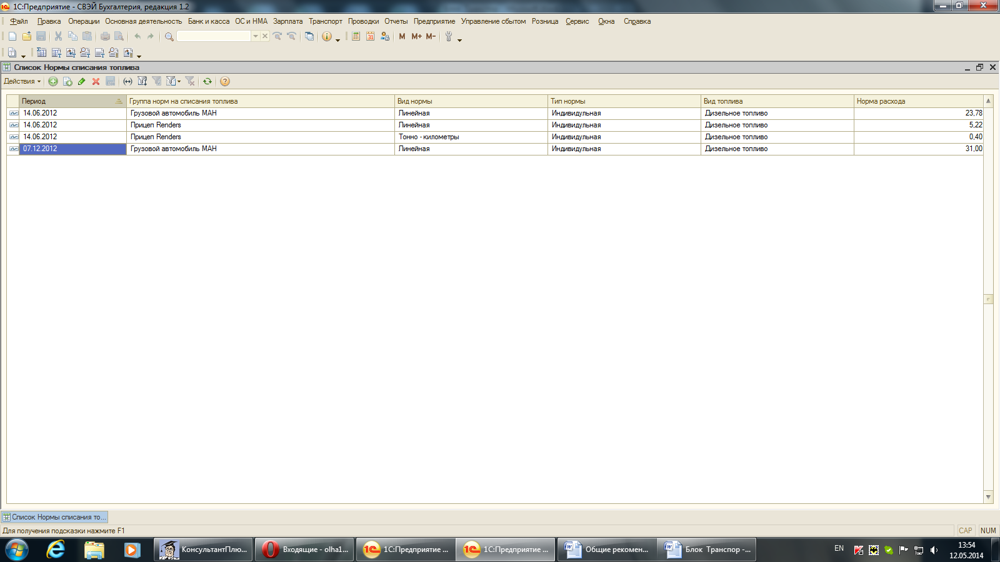 1С:Предприятие - СВЭЙ Бухгалтерия, редакция 1.2
Файл Правка Операции Основная деятельность Банк и касса ОС и НМА Зарплата Транспорт Проводки Отчеты Предприятие Управление сбытом Розница Сервис Окна Справка
M M+ M-
Список Нормы списания топлива
Действия
Период Группа норм на списания топлива Вид нормы Тип нормы Вид топлива Норма расхода
14.06.2012 Грузовой автомобиль МАН Линейная Индивидульная Дизельное топливо 23,78
14.06.2012 Прицеп Renders Линейная Индивидульная Дизельное топливо 5,22
14.06.2012 Прицеп Renders Тонно - километры Индивидульная Дизельное топливо 0,40
07.12.2012 Грузовой автомобиль МАН Линейная Индивидульная Дизельное топливо 31,00
Список Нормы списания то...
Для получения подсказки нажмите F1 CAP NUM
КонсультантПлю... Входящие - olha1... 1С:Предприятие ... 1С:Предприятие ... Общие рекомен... Блок Транспор -... EN 13:54
12.05.2014